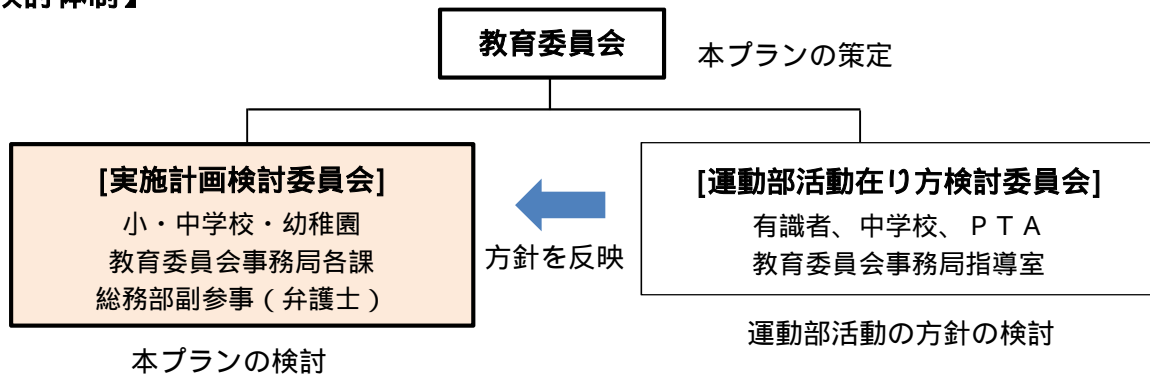 検討体制】
教育委員会
本プランの策定
[実施計画検討委員会]
小・中学校・幼稚園
教育委員会事務局各課
総務部副参事(弁護士)
本プランの検討
方針を反映
[運動部活動在り方検討委員会]
有識者、中学校、PTA
教育委員会事務局指導室
運動部活動の方針の検討